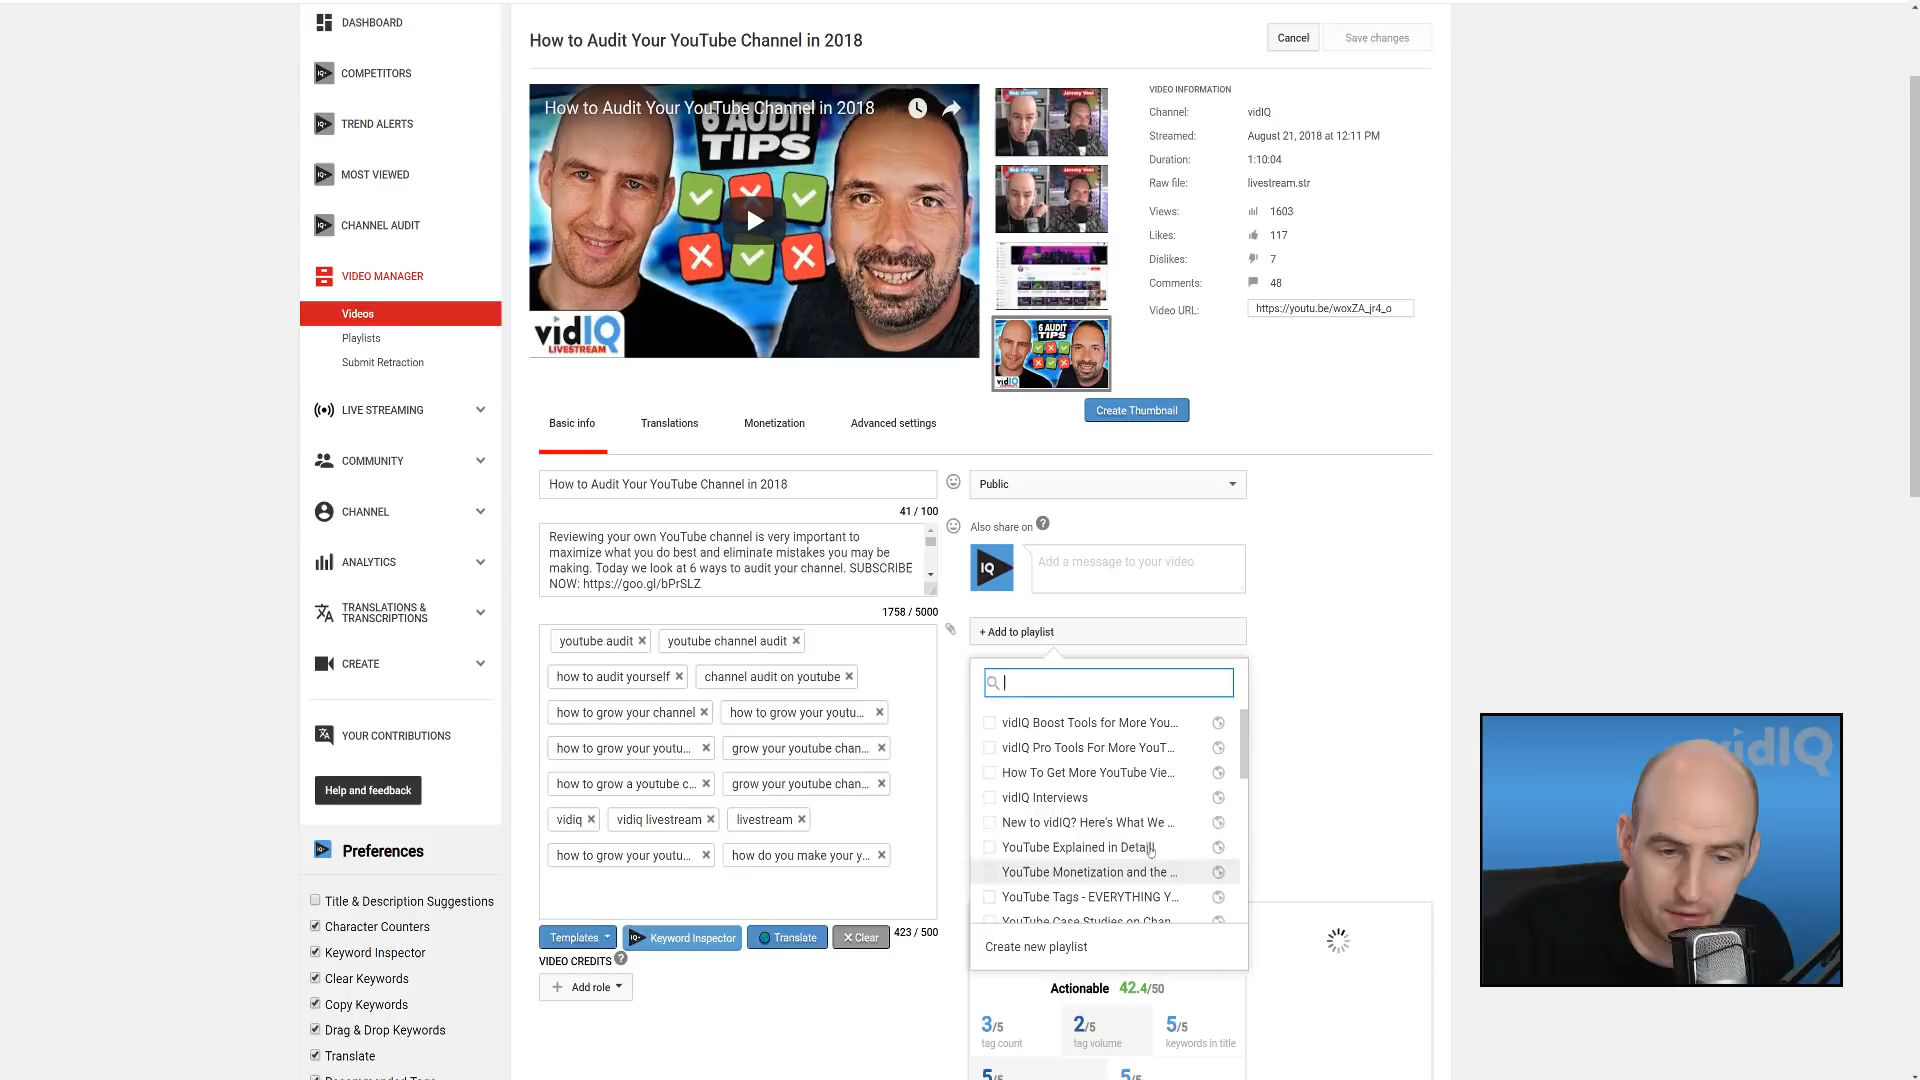 DASHBOARD
COMPETITORS
TREND ALERTS
MOST VIEWED
CHANNEL AUDIT
VIDEO MANAGER
Videos
Playlists
Submit Retraction
LIVE STREAMING
COMMUNITY
CHANNEL
ANALYTICS
TRANSLATIONS &
TRANSCRIPTIONS
CREATE
YOUR CONTRIBUTIONS
Help and feedback
Preferences
Title & Description Suggestions
Character Counters
Keyword Inspector
Clear Keywords
Copy Keywords
Drag & Drop Keywords
Translate
How to Audit Your YouTube Channel in 2018
Cancel
Save changes
How to Audit Your YouTube Channel in 2018
6 AUDIT
TIPS
vidIQ
LIVESTREAM
6 AUDIT
TIPS
vidIQ
Create Thumbnail
VIDEO INFORMATION
Channel: vidIQ
Streamed: August 21, 2018 at 12:11 PM
Duration: 1:10:04
Raw file: livestream.str
Views: 1603
Likes: 117
Dislikes: 7
Comments: 48
Video URL: https://youtu.be/woxZA_jr4_o
Basic info
Translations
Monetization
Advanced settings
How to Audit Your YouTube Channel in 2018
41 / 100
Reviewing your own YouTube channel is very important to
maximize what you do best and eliminate mistakes you may be
making. Today we look at 6 ways to audit your channel. SUBSCRIBE
NOW: https://goo.gl/bPrSLZ
1758 / 5000
youtube audit
youtube channel audit
how to audit yourself
channel audit on youtube
how to grow your channel
how to grow your youtu...
how to grow your youtu...
grow your youtube chan...
how to grow a youtube c...
grow your youtube chan...
vidiq
vidiq livestream
livestream
how to grow your youtu...
how do you make your y...
Templates
IQ
Keyword Inspector
Translate
Clear
423 / 500
VIDEO CREDITS
+ Add role
Public
Also share on
IQ
Add a message to your video
+ Add to playlist
vidIQ Boost Tools for More You...
vidIQ Pro Tools For More YouT...
How To Get More YouTube Vie...
vidIQ Interviews
New to vidIQ? Here's What We ...
YouTube Explained in Detail
YouTube Monetization and the ...
YouTube Tags - EVERYTHING Y...
YouTube Case Studies on Chan
Create new playlist
Actionable 42.4/50
3/5
tag count
2/5
tag volume
5/5
keywords in title
vidIQ